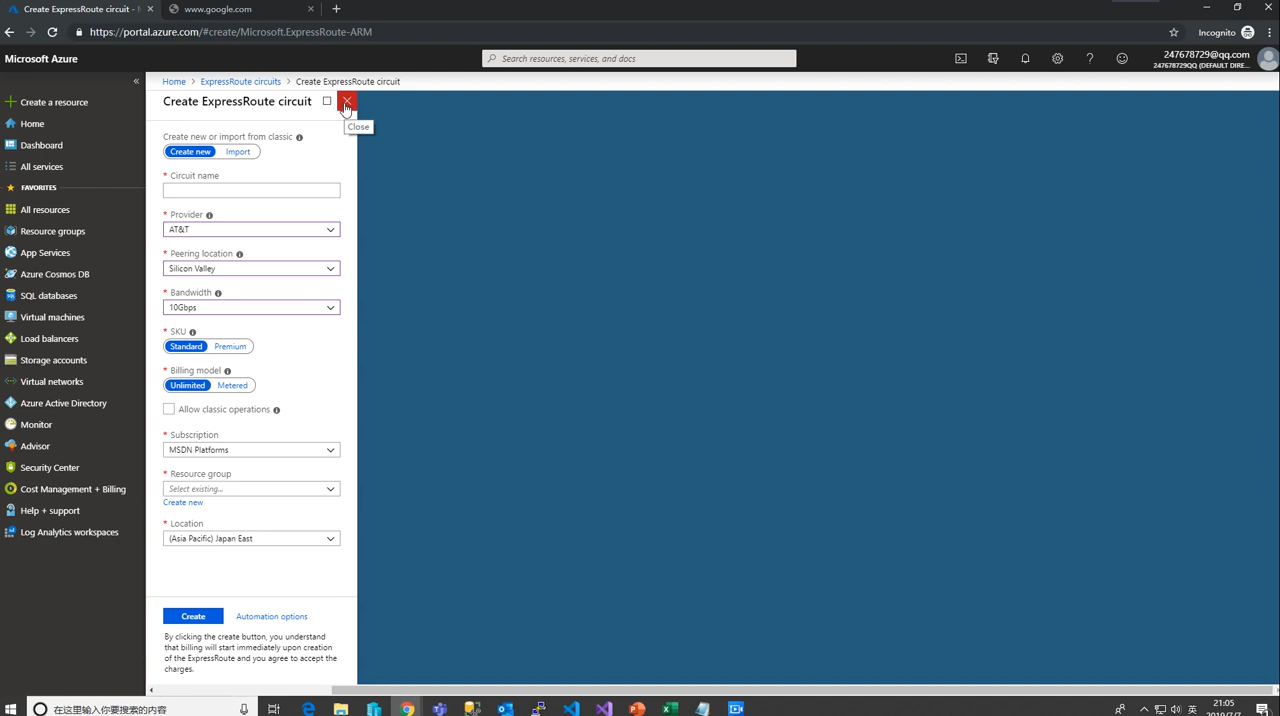 Create ExpressRoute circuit - M
www.google.com
https://portal.azure.com/#create/Microsoft.ExpressRoute-ARM
Incognito
Microsoft Azure
Search resources, services, and docs
247678729@qq.com
247678729QQ (DEFAULT DIRE...
Home
ExpressRoute circuits
Create ExpressRoute circuit
Create a resource
Home
Dashboard
All services
FAVORITES
All resources
Resource groups
App Services
Azure Cosmos DB
SQL databases
Virtual machines
Load balancers
Storage accounts
Virtual networks
Azure Active Directory
Monitor
Advisor
Security Center
Cost Management + Billing
Help + support
Log Analytics workspaces
Create ExpressRoute circuit
Close
Create new or import from classic
Create new Import
* Circuit name
* Provider
AT&T
* Peering location
Silicon Valley
* Bandwidth
10Gbps
* SKU
Standard Premium
* Billing model
Unlimited Metered
Allow classic operations
* Subscription
MSDN Platforms
* Resource group
Select existing...
Create new
* Location
(Asia Pacific) Japan East
Create
Automation options
By clicking the create button, you understand
that billing will start immediately upon creation
of the ExpressRoute and you agree to accept the
charges.
在这里输入你要搜索的内容
英
21:05
2019/7/7